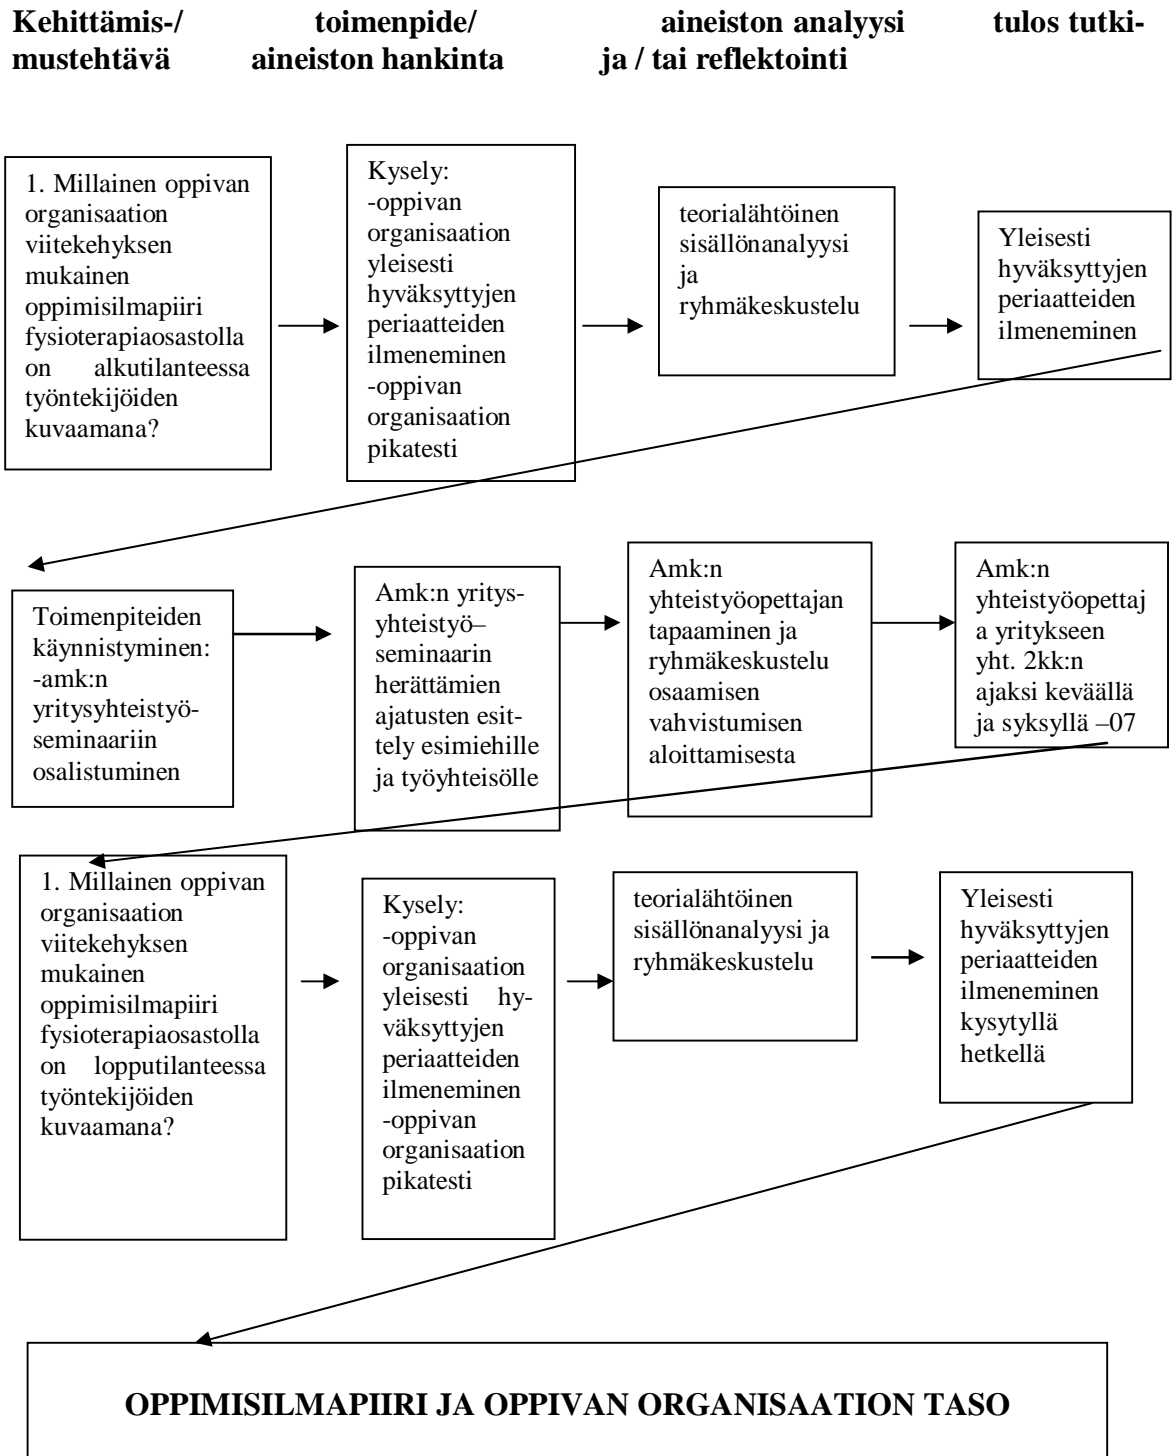 Kehittämis-/ toimenpide/ aineiston analyysi tulos tutki-
mustehtävä aineiston hankinta ja / tai reflektointi
1. Millainen oppivan
organisaation
viitekehyksen
mukainen
oppimisilmapiiri
fysioterapiaosastolla
on alkutilanteessa
työntekijöiden
kuvaamana?
Kysely:
-oppivan
organisaation
yleisesti
hyväksyttyjen
periaatteiden
ilmeneminen
-oppivan
organisaation
pikatesti
teorialähtöinen
sisällönanalyysi
ja
ryhmäkeskustelu
Yleisesti
hyväksyttyjen
periaatteiden
ilmeneminen
Toimenpiteiden
käynnistyminen:
-amk:n
yritysyhteistyö-
seminaariin
osalistuminen
Amk:n yritys-
yhteistyö–
seminaarin
herättämien
ajatusten esit-
tely esimiehille
ja työyhteisölle
Amk:n
yhteistyöopettajan
tapaaminen ja
ryhmäkeskustelu
osaamisen
vahvistumisen
aloittamisesta
Amk:n
yhteistyöopettaj
a yritykseen
yht. 2kk:n
ajaksi keväällä
ja syksyllä –07
1. Millainen oppivan
organisaation
viitekehyksen
mukainen
oppimisilmapiiri
fysioterapiaosastolla
on lopputilanteessa
työntekijöiden
kuvaamana?
Kysely:
-oppivan
organisaation
yleisesti hy-
väksyttyjen
periaatteiden
ilmeneminen
-oppivan
organisaation
pikatesti
teorialähtöinen
sisällönanalyysi ja
ryhmäkeskustelu
Yleisesti
hyväksyttyjen
periaatteiden
ilmeneminen
kysytyllä
hetkellä
OPPIMISILMAPIIRI JA OPPIVAN ORGANISAATION TASO